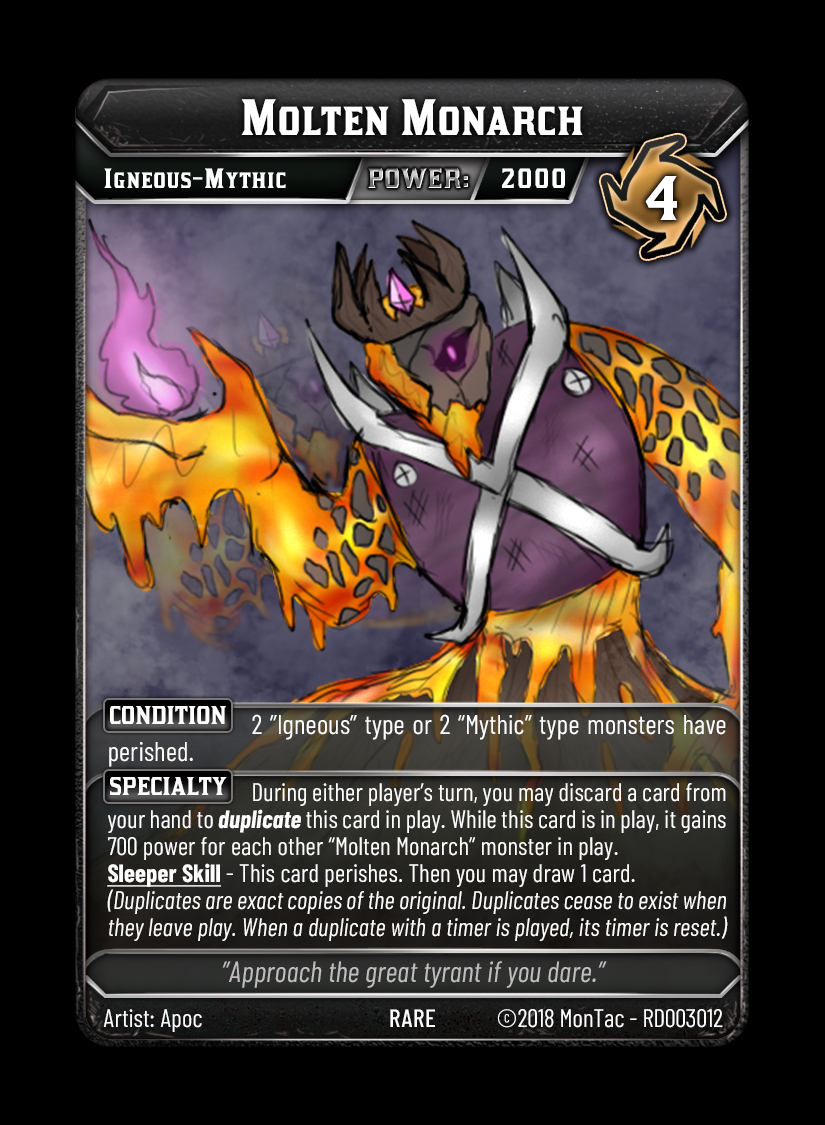 Molten Monarch
Igneous-Mythic POWER: 2000
4
CONDITION 2 "Igneous" type or 2 "Mythic" type monsters have
perished.
SPECIALTY During either player's turn, you may discard a card from
your hand to duplicate this card in play. While this card is in play, it gains
700 power for each other "Molten Monarch" monster in play.
Sleeper Skill - This card perishes. Then you may draw 1 card.
(Duplicates are exact copies of the original. Duplicates cease to exist when
they leave play. When a duplicate with a timer is played, its timer is reset.)
"Approach the great tyrant if you dare."
Artist: Apoc RARE ©2018 MonTac - RD003012